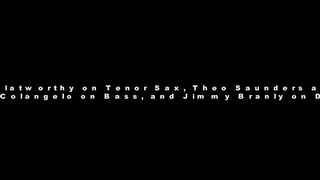 latworthy on Tenor Sax, Theo Saunders a
Colangelo on Bass, and Jimmy Branly on D